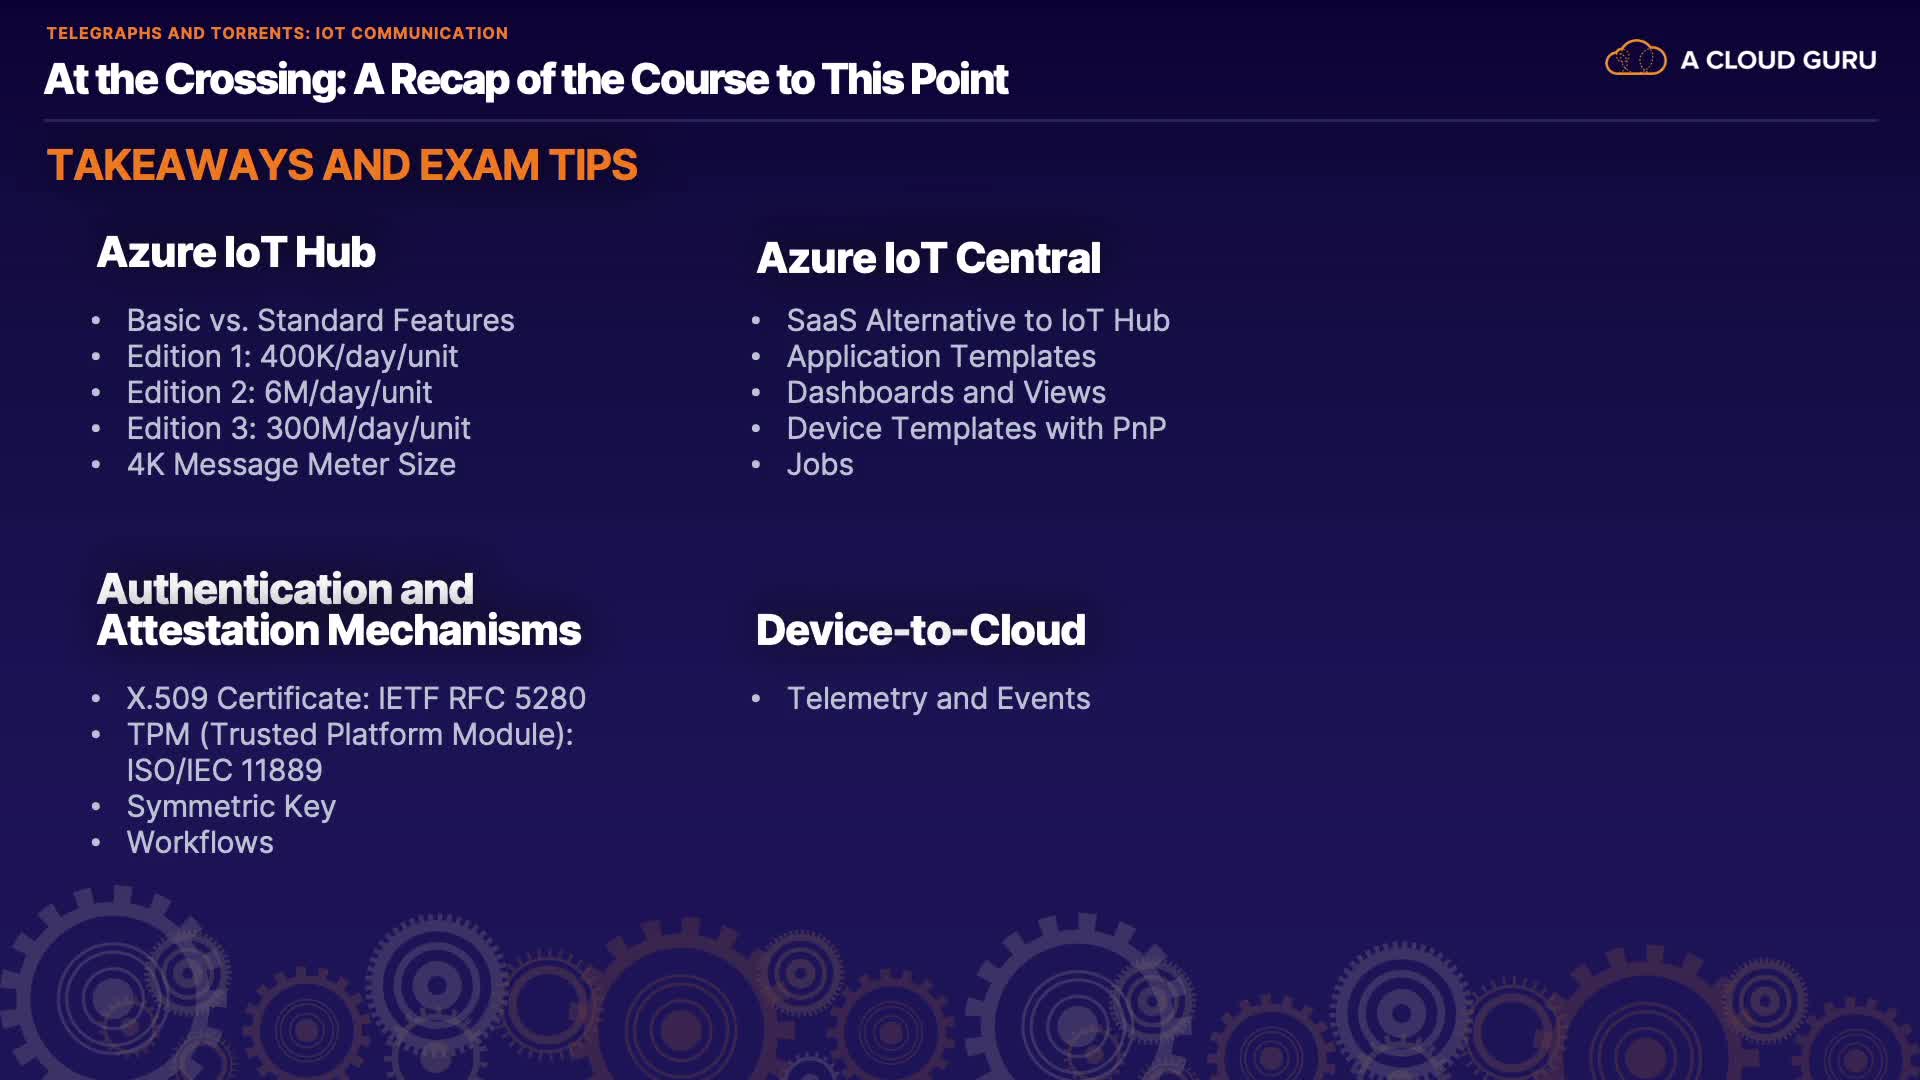 TELEGRAPHS AND TORRENTS: IOT COMMUNICATION
At the Crossing: A Recap of the Course to This Point
A CLOUD GURU
TAKEAWAYS AND EXAM TIPS
Azure IoT Hub
• Basic vs. Standard Features
• Edition 1: 400K/day/unit
• Edition 2: 6M/day/unit
• Edition 3: 300M/day/unit
• 4K Message Meter Size
Azure IoT Central
• SaaS Alternative to IoT Hub
• Application Templates
• Dashboards and Views
• Device Templates with PnP
• Jobs
Authentication and
Attestation Mechanisms
• X.509 Certificate: IETF RFC 5280
• TPM (Trusted Platform Module):
ISO/IEC 11889
• Symmetric Key
• Workflows
Device-to-Cloud
• Telemetry and Events